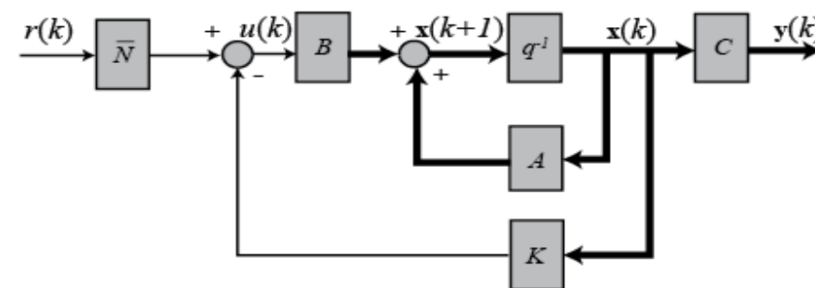 r(k) N̅ + - u(k) B + + x(k+1) q⁻¹ x(k) C y(k)
A
K